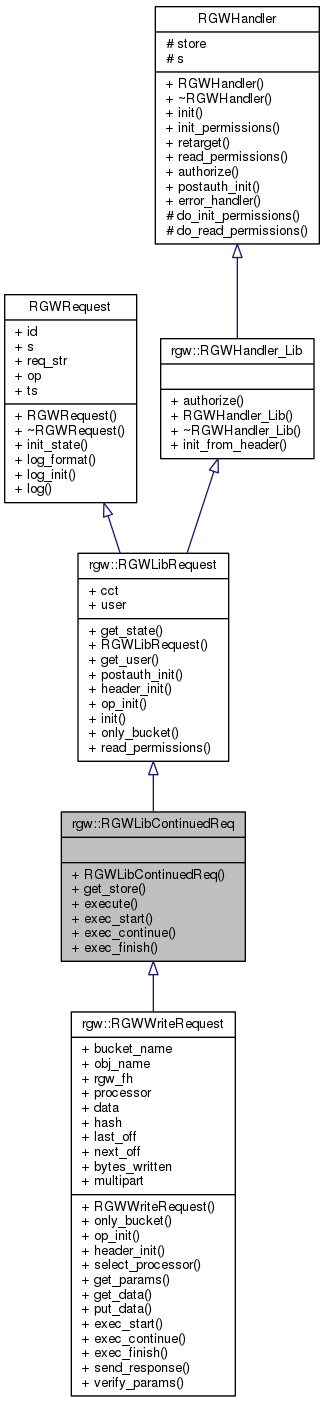 RGWHandler
# store
# s
+ RGWHandler()
+ ~RGWHandler()
+ init()
+ init_permissions()
+ retarget()
+ read_permissions()
+ authorize()
+ postauth_init()
+ error_handler()
# do_init_permissions()
# do_read_permissions()
RGWRequest
+ id
+ s
+ req_str
+ op
+ ts
+ RGWRequest()
+ ~RGWRequest()
+ init_state()
+ log_format()
+ log_init()
+ log()
rgw::RGWHandler_Lib
+ authorize()
+ RGWHandler_Lib()
+ ~RGWHandler_Lib()
+ init_from_header()
rgw::RGWLibRequest
+ cct
+ user
+ get_state()
+ RGWLibRequest()
+ get_user()
+ postauth_init()
+ header_init()
+ op_init()
+ init()
+ only_bucket()
+ read_permissions()
rgw::RGWLibContinuedReq
+ RGWLibContinuedReq()
+ get_store()
+ execute()
+ exec_start()
+ exec_continue()
+ exec_finish()
rgw::RGWWriteRequest
+ bucket_name
+ obj_name
+ rgw_fh
+ processor
+ data
+ hash
+ last_off
+ next_off
+ bytes_written
+ multipart
+ RGWWriteRequest()
+ only_bucket()
+ op_init()
+ header_init()
+ select_processor()
+ get_params()
+ get_data()
+ put_data()
+ exec_start()
+ exec_continue()
+ exec_finish()
+ send_response()
+ verify_params()